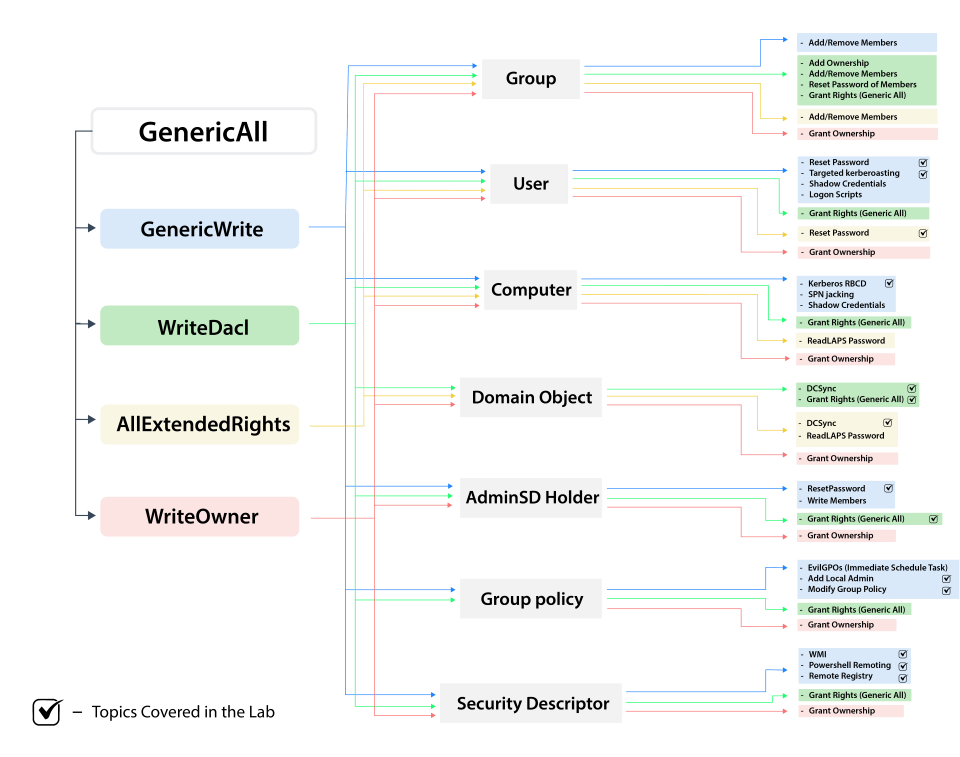 GenericAll
GenericWrite
WriteDacl
AllExtendedRights
WriteOwner
Group
- Add/Remove Members
- Add Ownership
- Add/Remove Members
- Reset Password of Members
- Grant Rights (Generic All)
- Add/Remove Members
- Grant Ownership
User
- Reset Password
- Targeted kerberoasting
- Shadow Credentials
- Logon Scripts
- Grant Rights (Generic All)
- Reset Password
- Grant Ownership
Computer
- Kerberos RBCD
- SPN jacking
- Shadow Credentials
- Grant Rights (Generic All)
- ReadLAPS Password
- Grant Ownership
Domain Object
- DCSync
- Grant Rights (Generic All)
- DCSync
- ReadLAPS Password
- Grant Ownership
AdminSD Holder
- ResetPassword
- Write Members
- Grant Rights (Generic All)
- Grant Ownership
Group policy
- EvilGPOs (Immediate Schedule Task)
- Add Local Admin
- Modify Group Policy
- Grant Rights (Generic All)
- Grant Ownership
Security Descriptor
- WMI
- Powershell Remoting
- Remote Registry
- Grant Rights (Generic All)
- Grant Ownership
– Topics Covered in the Lab